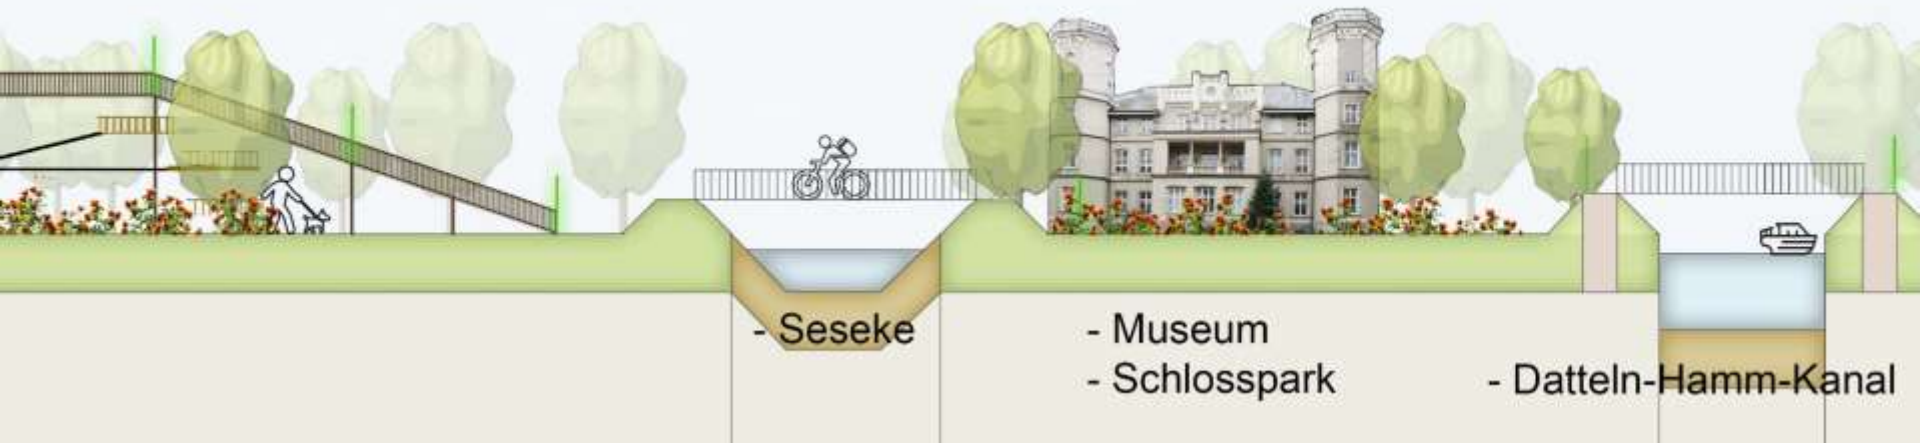 - Seseke
- Museum
- Schlosspark
- Datteln-Hamm-Kanal